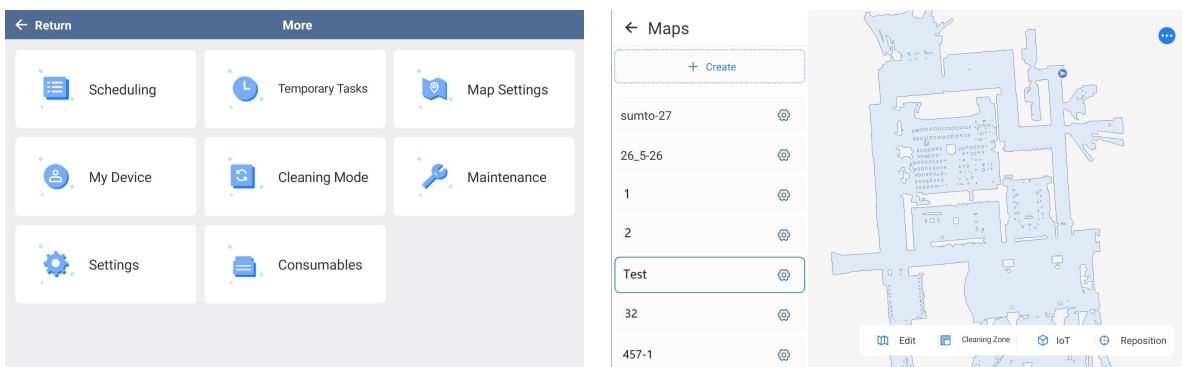 Return
More
Scheduling
Temporary Tasks
Map Settings
My Device
Cleaning Mode
Maintenance
Settings
Consumables
Maps
+ Create
sumto-27
26_5-26
1
2
Test
32
457-1
Edit
Cleaning Zone
IoT
Reposition